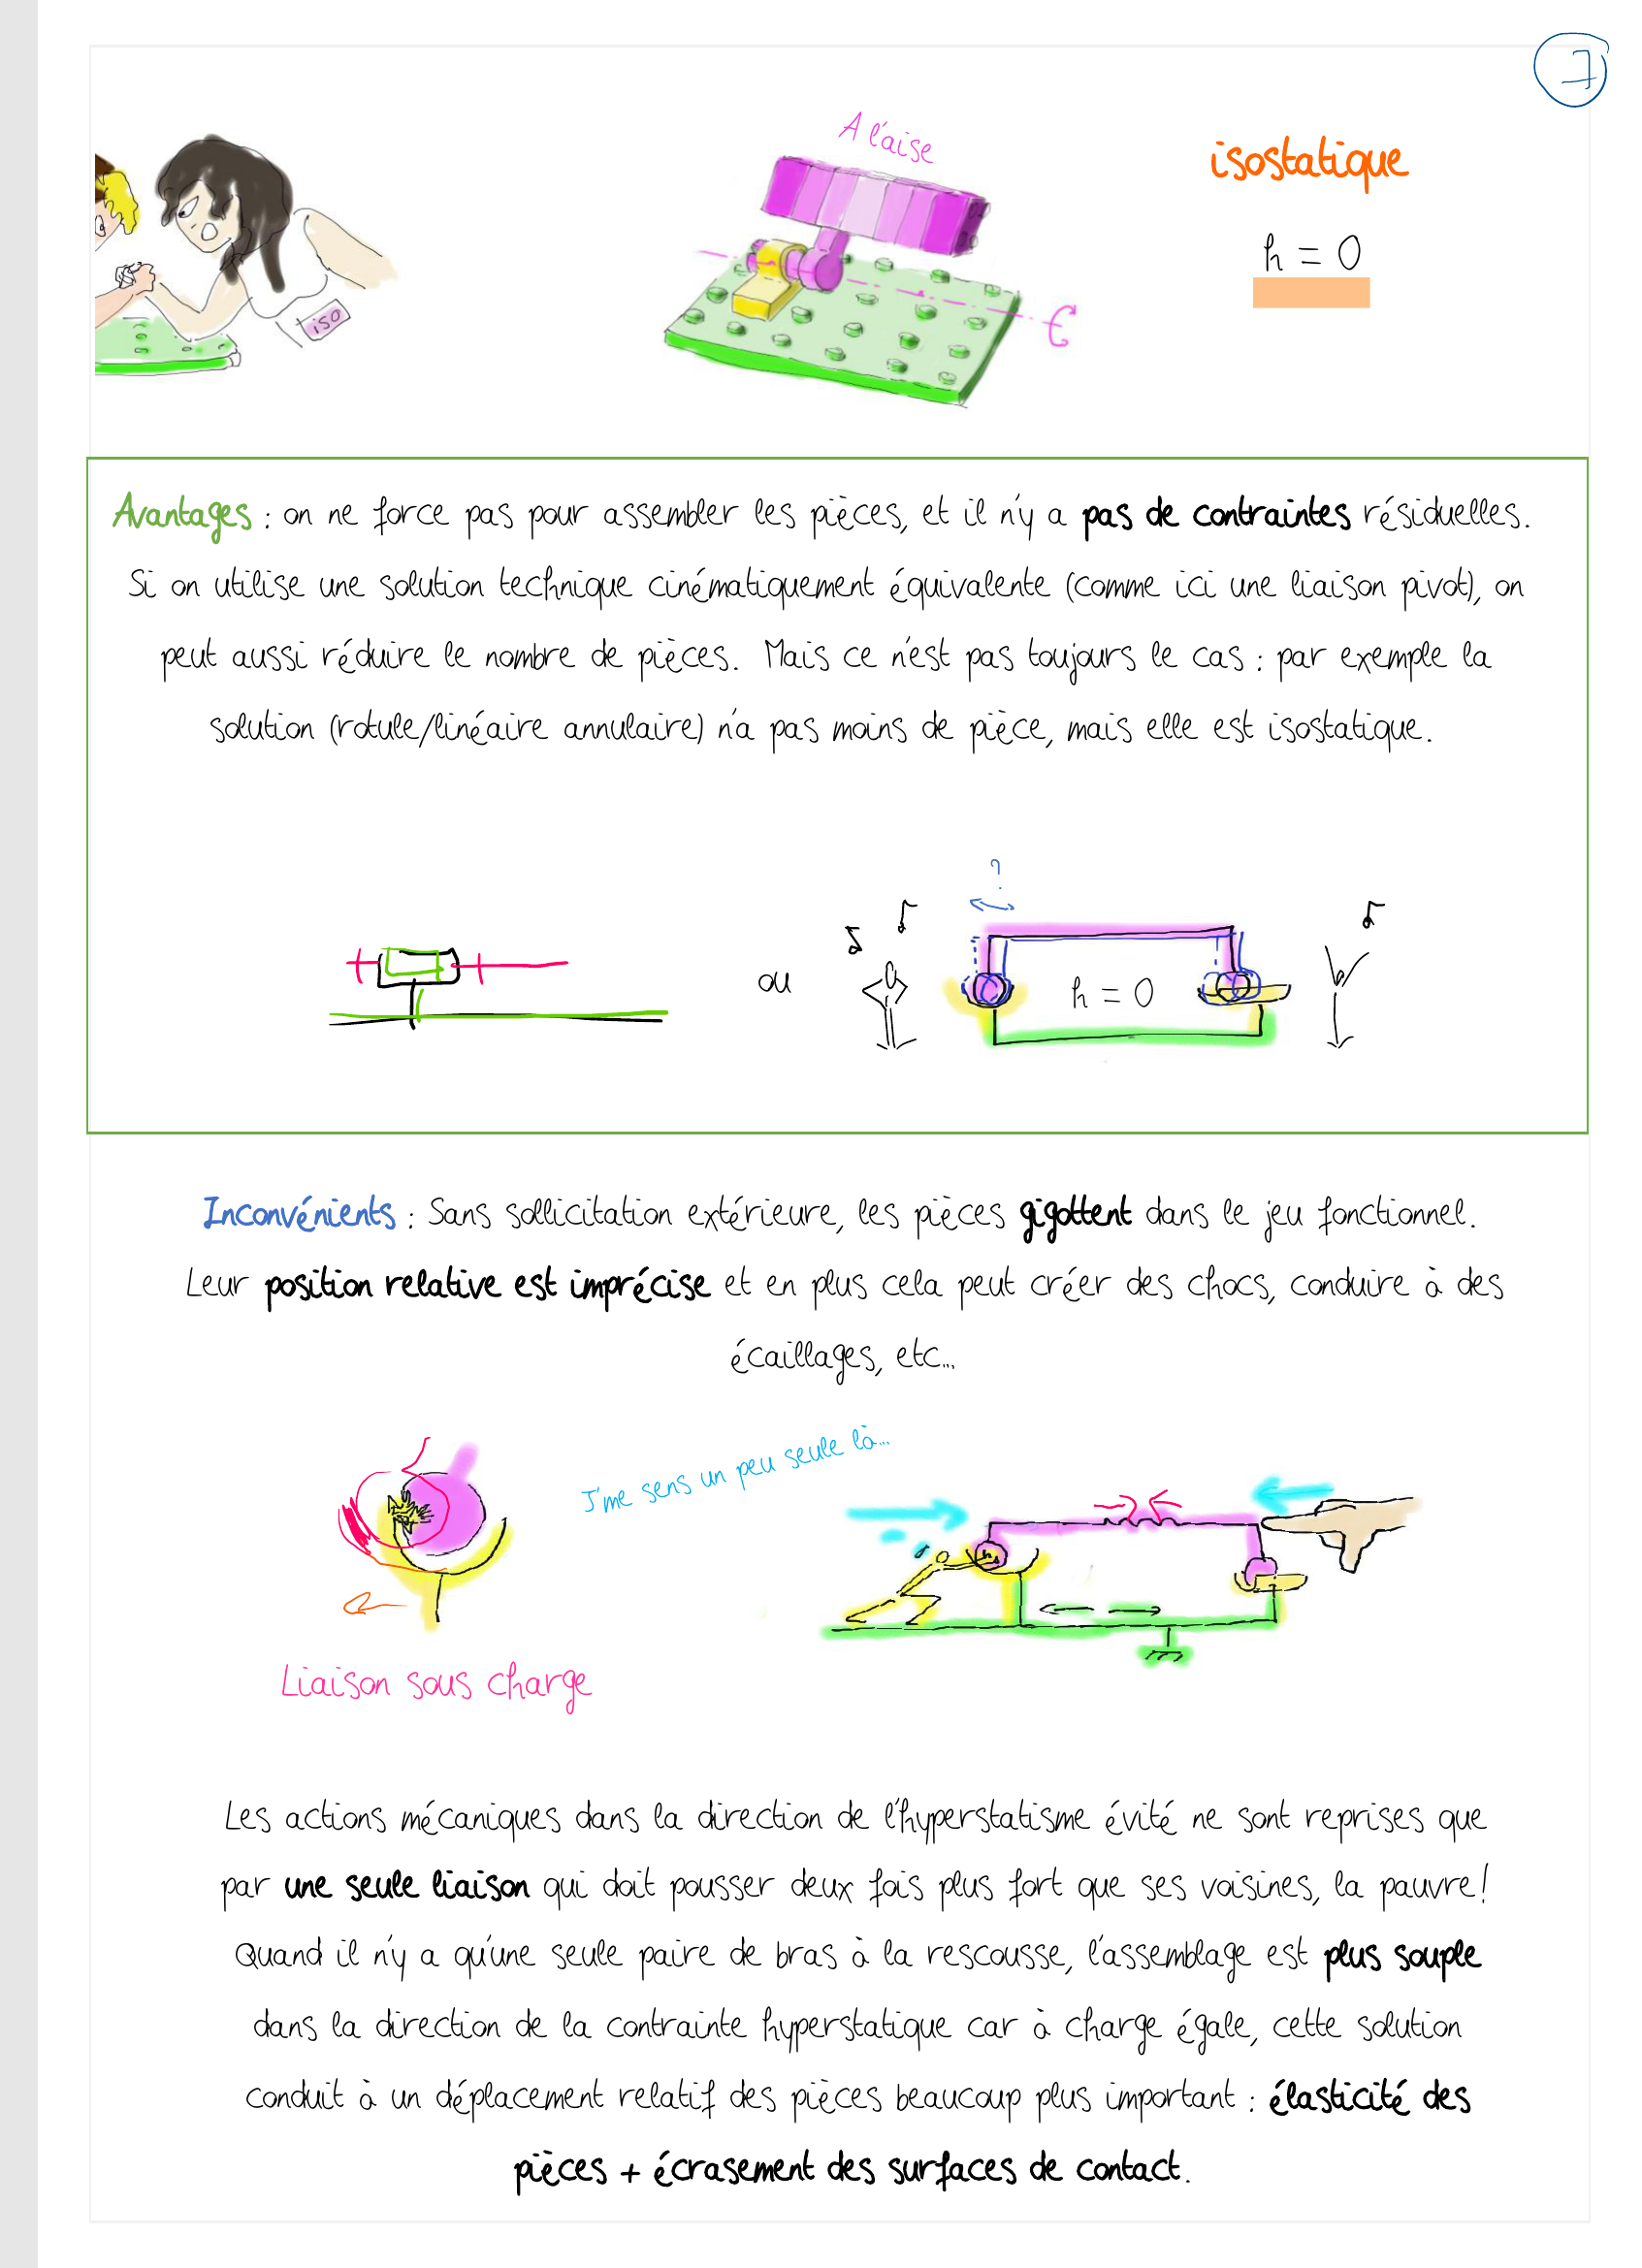 7
A l'aise
isostatique
h = 0
iso
Avantages : on ne force pas pour assembler les pièces, et il n'y a pas de contraintes résiduelles.
Si on utilise une solution technique cinématiquement équivalente (comme ici une liaison pivot), on
peut aussi réduire le nombre de pièces. Mais ce n'est pas toujours le cas : par exemple la
solution (rotule/linéaire annulaire) n'a pas moins de pièce, mais elle est isostatique.
?
ou
h = 0
Inconvénients : Sans sollicitation extérieure, les pièces gigottent dans le jeu fonctionnel.
Leur position relative est imprécise et en plus cela peut créer des chocs, conduire à des
écaillages, etc...
J'me sens un peu seule là...
Liaison sous charge
Les actions mécaniques dans la direction de l'hyperstatisme évité ne sont reprises que
par une seule liaison qui doit pousser deux fois plus fort que ses voisines, la pauvre!
Quand il n'y a qu'une seule paire de bras à la rescousse, l'assemblage est plus souple
dans la direction de la contrainte hyperstatique car à charge égale, cette solution
conduit à un déplacement relatif des pièces beaucoup plus important : élasticité des
pièces + écrasement des surfaces de contact.